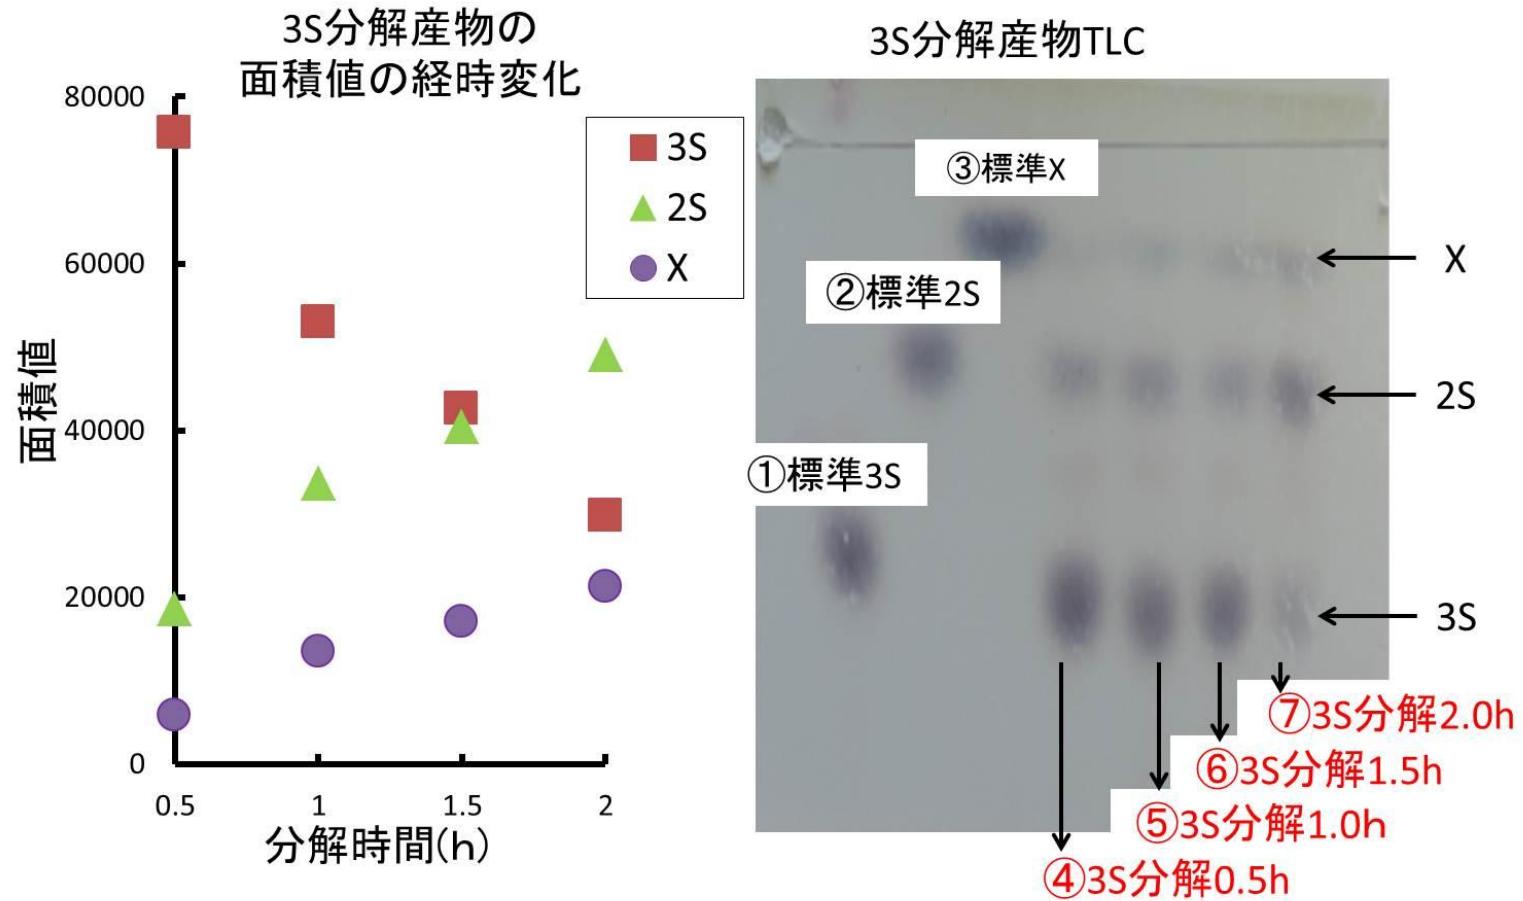 3S分解産物の
面積値の経時変化
80000
60000
40000
20000
0
面積値
0.5
1
1.5
2
分解時間(h)
3S
2S
X
3S分解産物TLC
③標準X
②標準2S
①標準3S
X
2S
3S
⑦3S分解2.0h
⑥3S分解1.5h
⑤3S分解1.0h
④3S分解0.5h